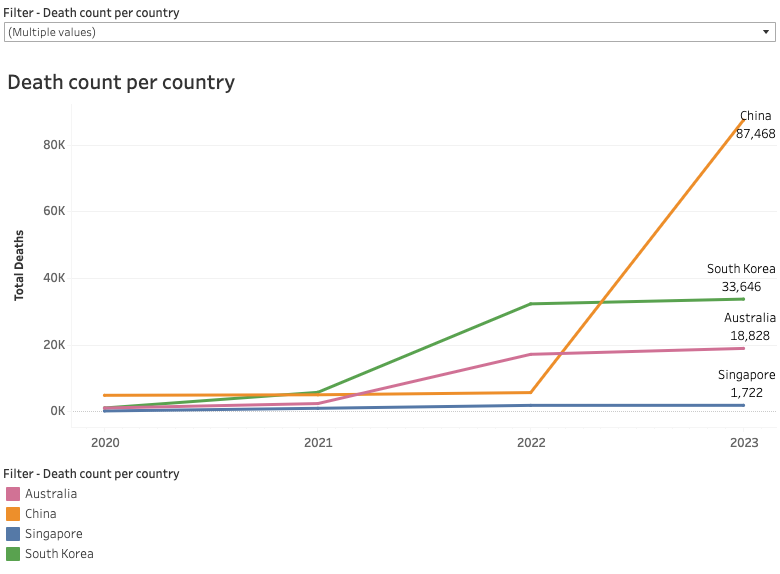 Filter - Death count per country
(Multiple values)
Death count per country
China
87,468
80K
60K
South Korea
33,646
40K
Total Deaths
Australia
18,828
20K
Singapore
1,722
0K
2020 2021 2022 2023
Filter - Death count per country
Australia
China
Singapore
South Korea